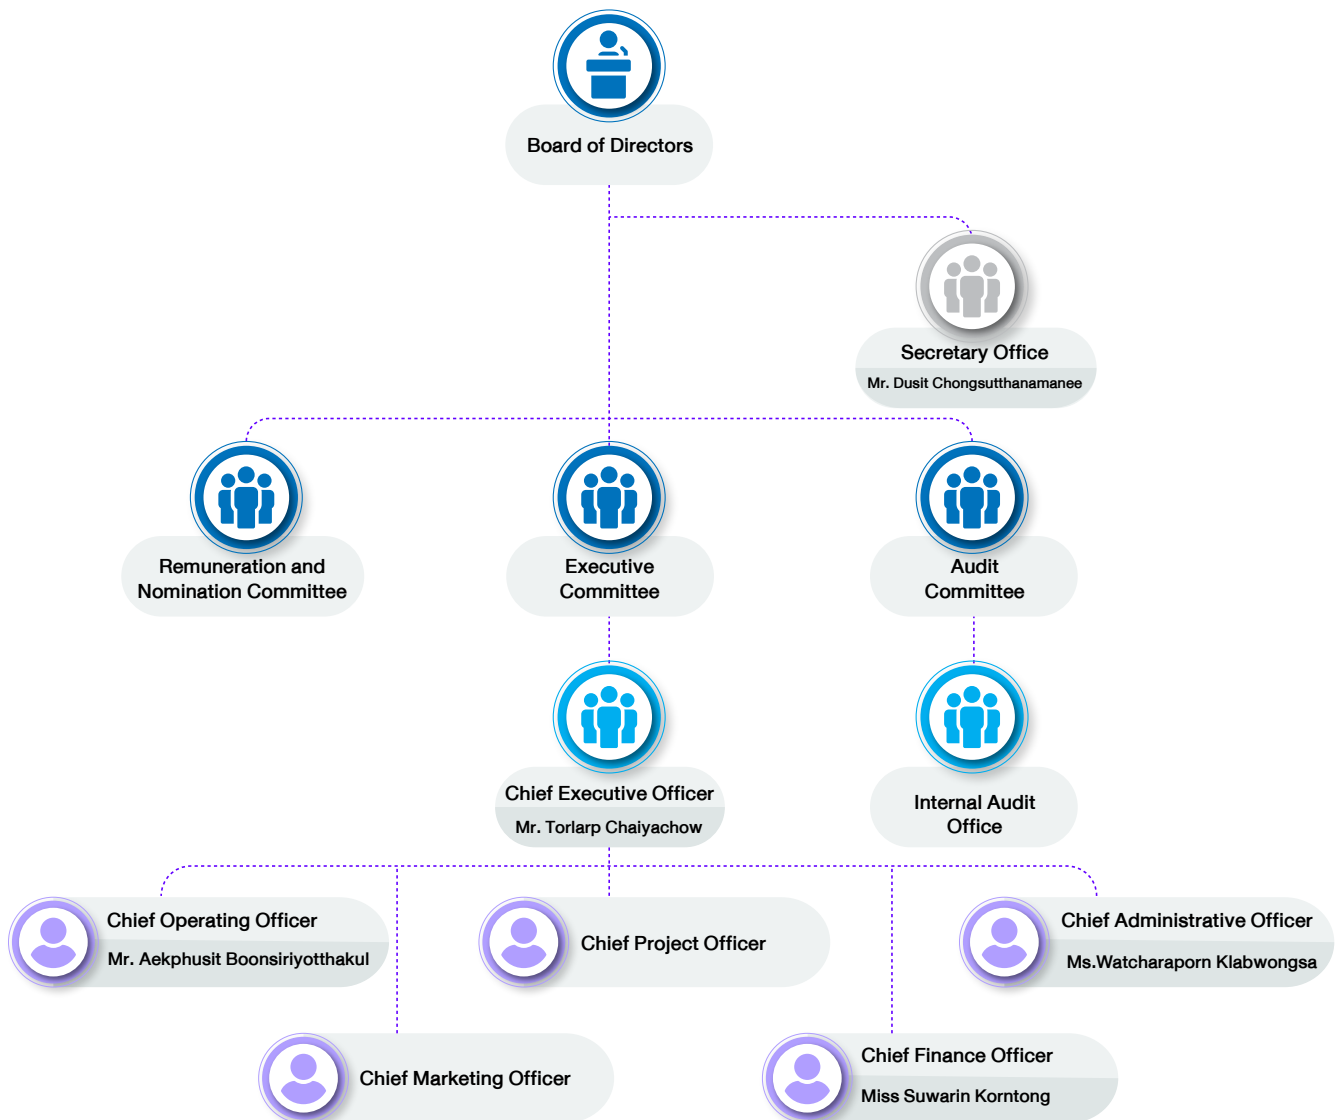 Board of Directors
Secretary Office
Mr. Dusit Chongsutthanamanee
Remuneration and
Nomination Committee
Executive
Committee
Audit
Committee
Chief Executive Officer
Mr. Torlarp Chaiyachow
Internal Audit
Office
Chief Operating Officer
Mr. Aekphusit Boonsiriyotthakul
Chief Project Officer
Chief Administrative Officer
Ms.Watcharaporn Klabwongsa
Chief Marketing Officer
Chief Finance Officer
Miss Suwarin Korntong